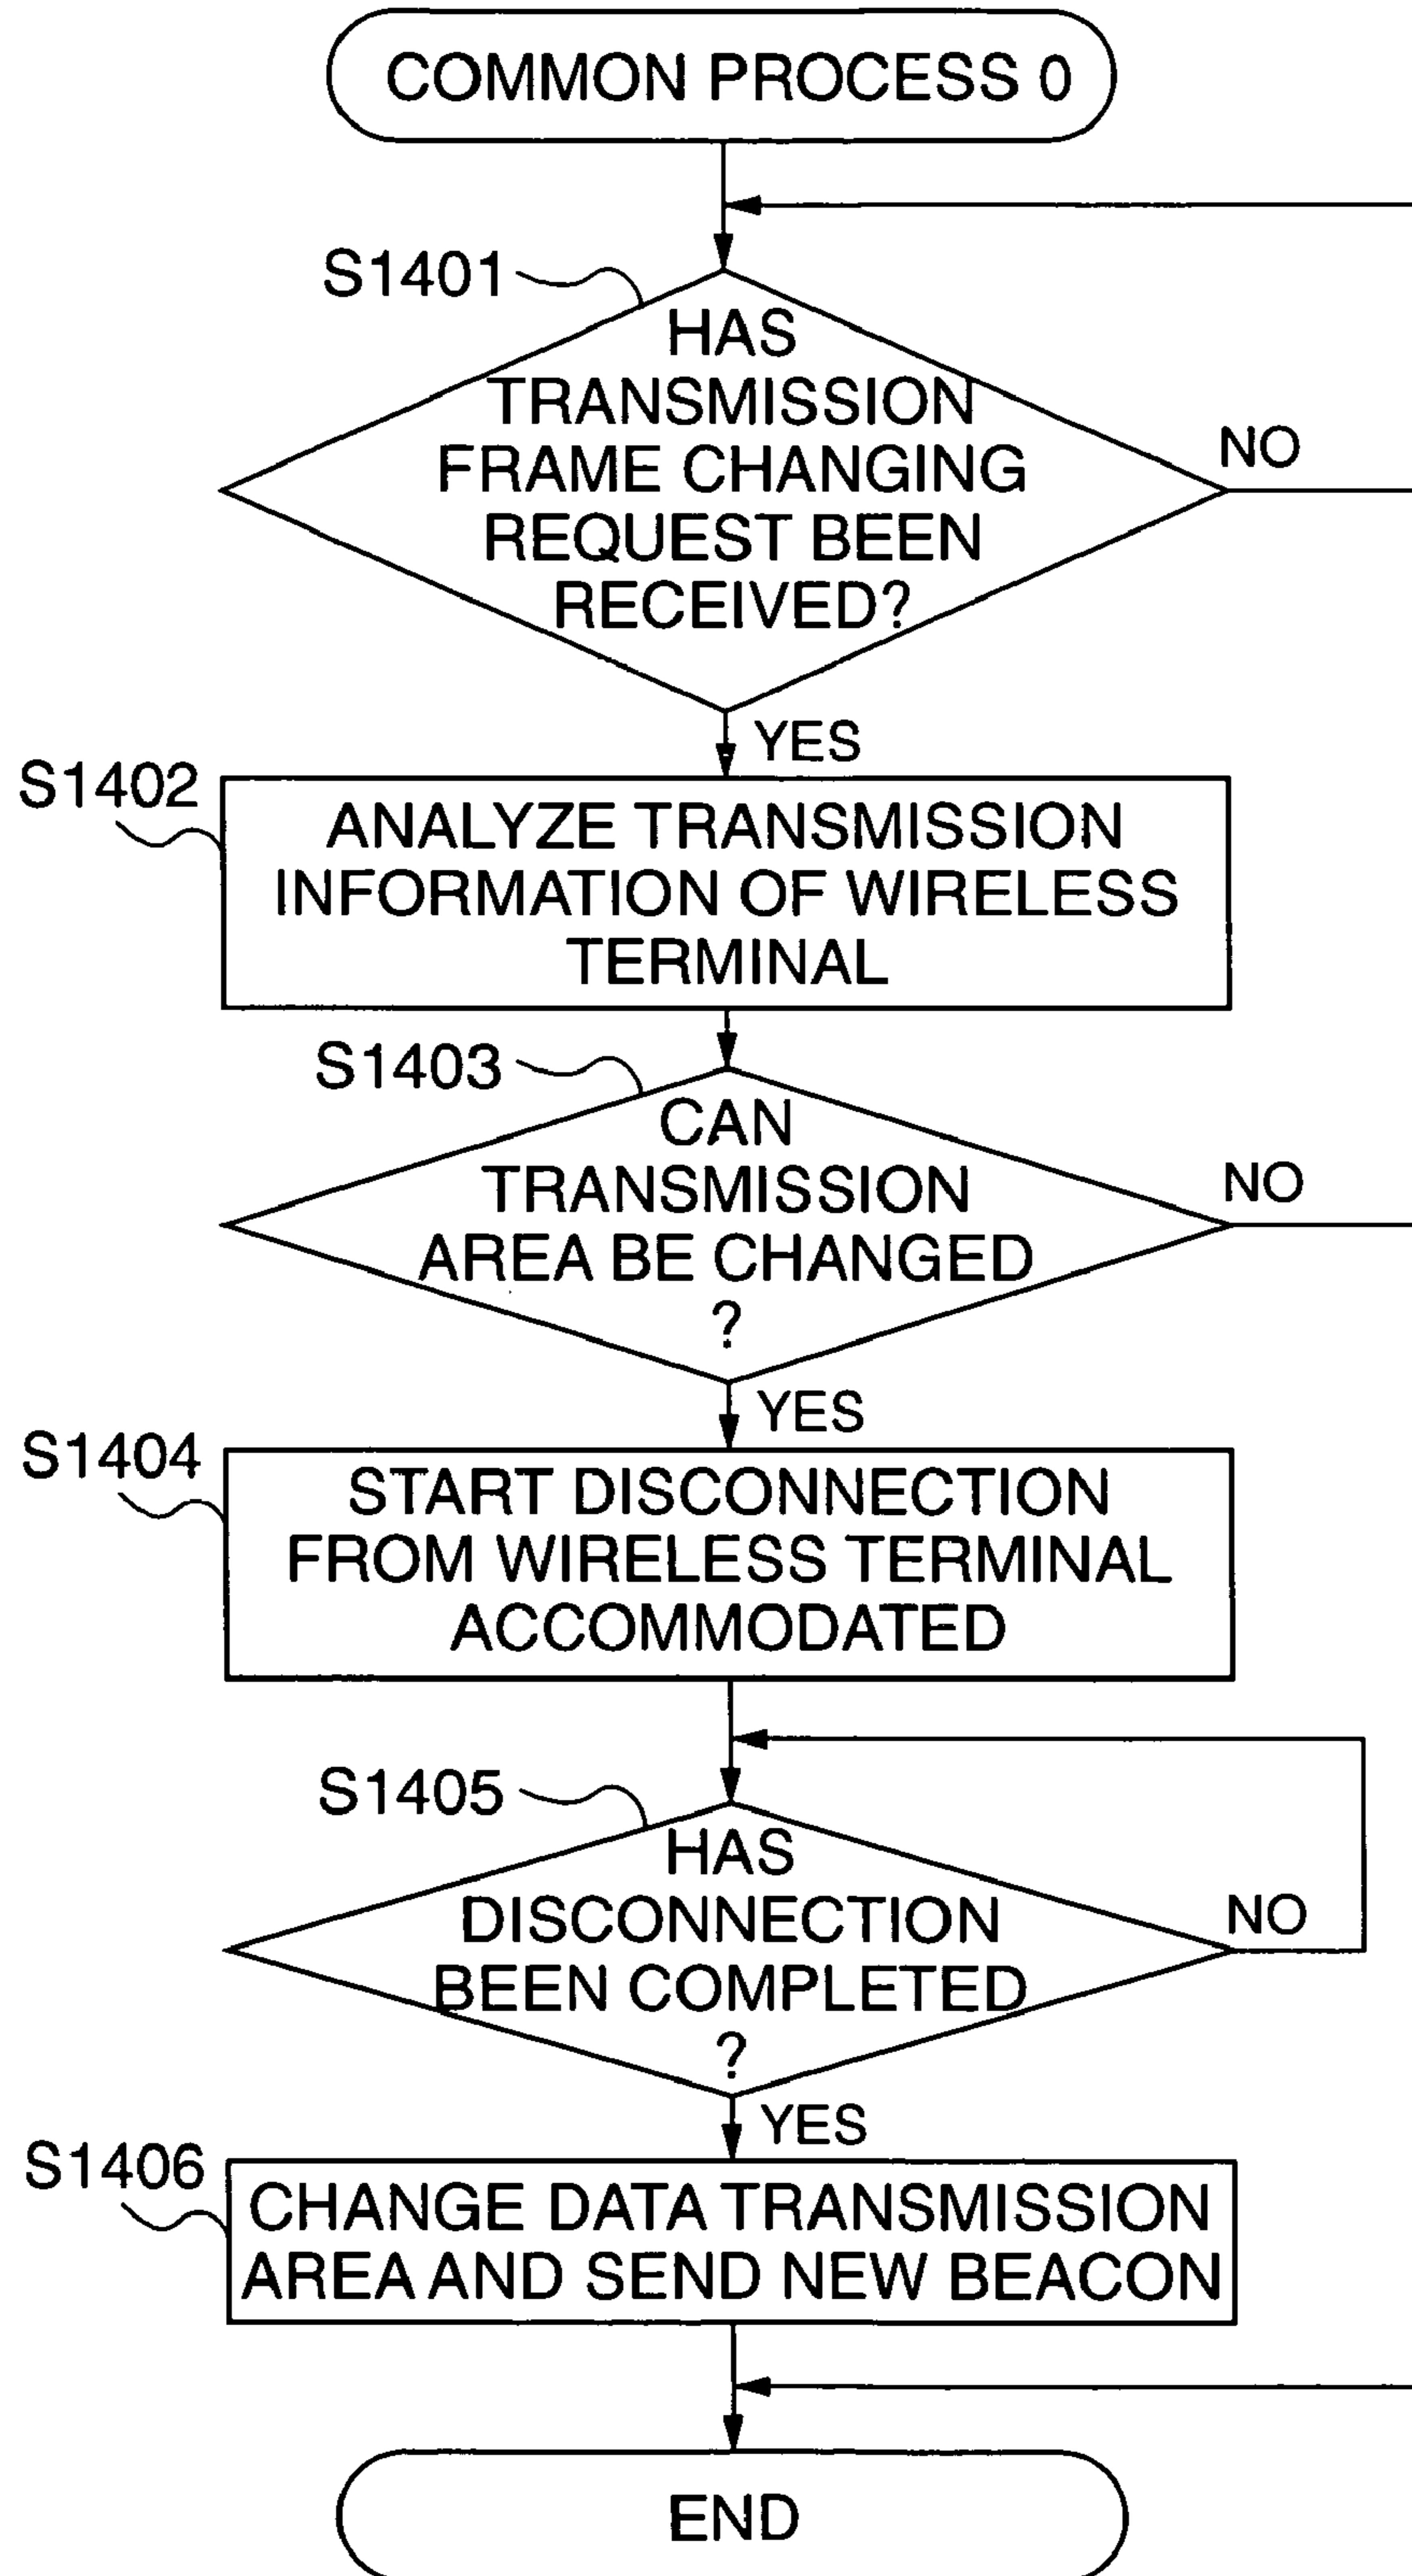 COMMON PROCESS 0
S1401
HAS
TRANSMISSION
FRAME CHANGING
REQUEST BEEN
RECEIVED?
NO
YES
S1402
ANALYZE TRANSMISSION
INFORMATION OF WIRELESS
TERMINAL
S1403
CAN
TRANSMISSION
AREA BE CHANGED
?
NO
YES
S1404
START DISCONNECTION
FROM WIRELESS TERMINAL
ACCOMMODATED
S1405
HAS
DISCONNECTION
BEEN COMPLETED
?
NO
YES
S1406
CHANGE DATA TRANSMISSION
AREA AND SEND NEW BEACON
END